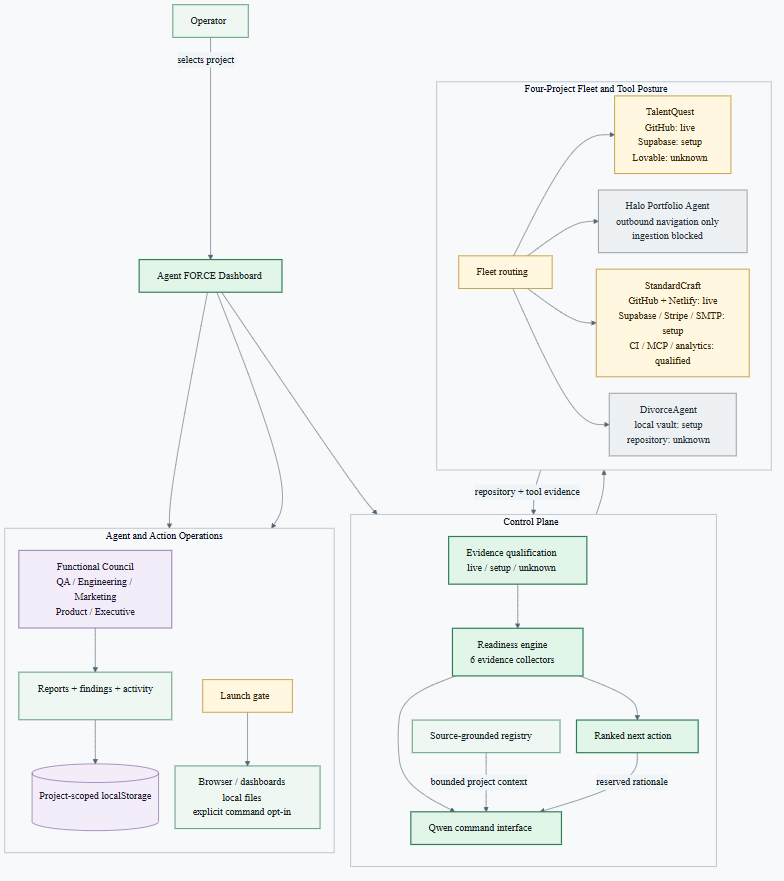 Operator
selects project
Agent FORCE Dashboard
Four-Project Fleet and Tool Posture
TalentQuest
GitHub: live
Supabase: setup
Lovable: unknown
Halo Portfolio Agent
outbound navigation only
ingestion blocked
Fleet routing
StandardCraft
GitHub + Netlify: live
Supabase / Stripe / SMTP:
setup
CI / MCP / analytics:
qualified
DivorceAgent
local vault: setup
repository: unknown
repository + tool evidence
Agent and Action Operations
Functional Council
QA / Engineering /
Marketing
Product / Executive
Reports + findings + activity
Project-scoped localStorage
Launch gate
Browser / dashboards
local files
explicit command opt-in
Control Plane
Evidence qualification
live / setup / unknown
Readiness engine
6 evidence collectors
Source-grounded registry
Ranked next action
bounded project context
reserved rationale
Qwen command interface